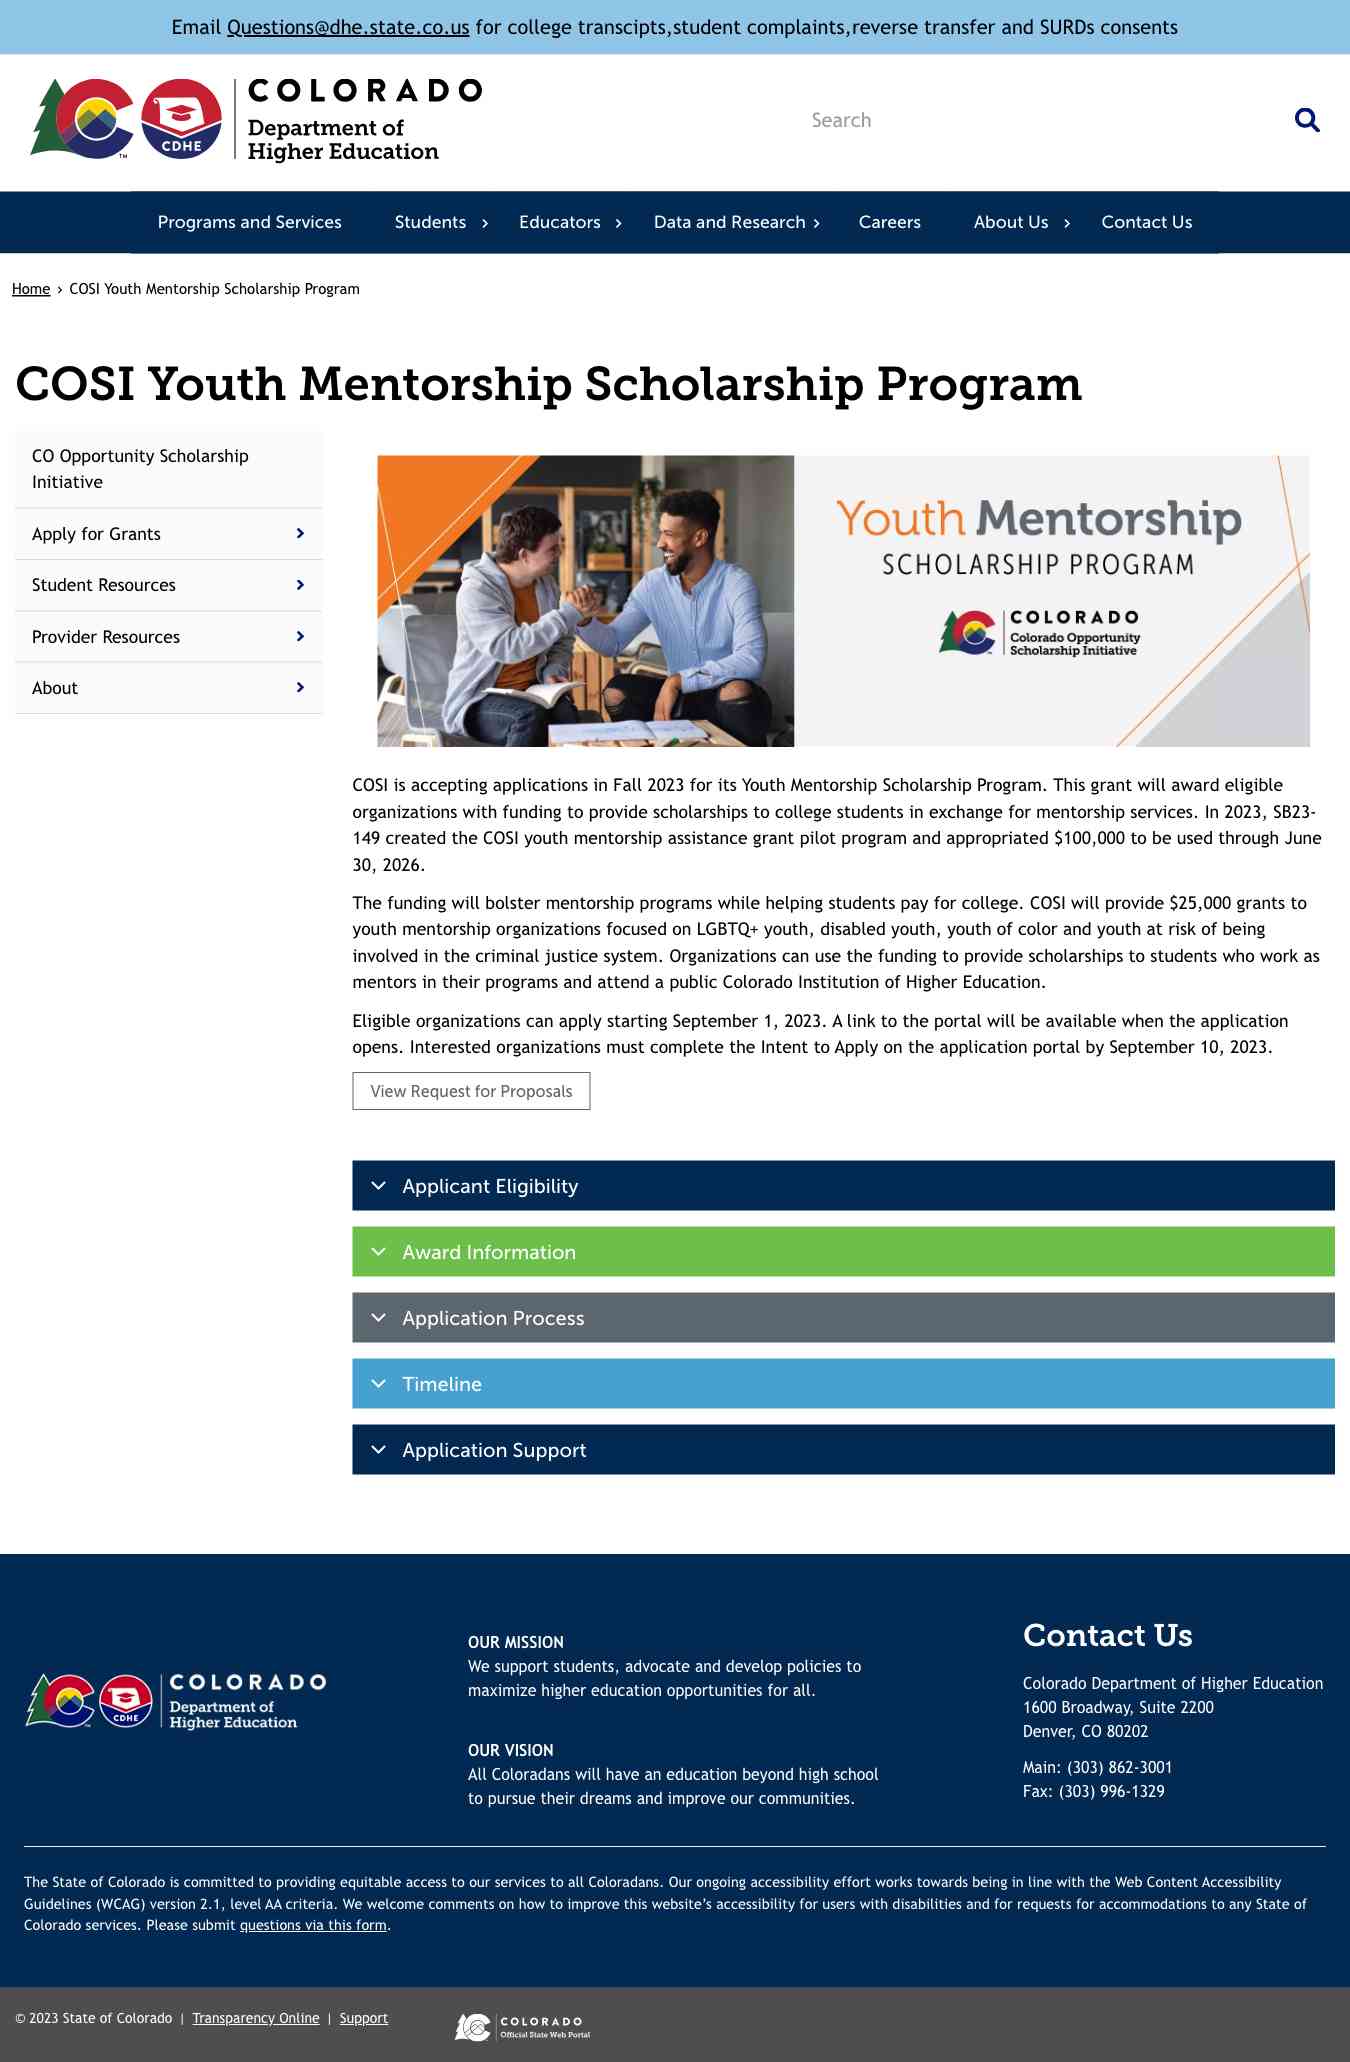 Email Questions@dhe.state.co.us for college transcipts,student complaints,reverse transfer and SURDs consents
COLORADO
Department of
Higher Education
CDHE
TM
Search
Programs and Services
Students
Educators
Data and Research
Careers
About Us
Contact Us
Home › COSI Youth Mentorship Scholarship Program
COSI Youth Mentorship Scholarship Program
CO Opportunity Scholarship
Initiative
Apply for Grants
Student Resources
Provider Resources
About
Youth Mentorship
SCHOLARSHIP PROGRAM
COLORADO
Colorado Opportunity
Scholarship Initiative
COSI is accepting applications in Fall 2023 for its Youth Mentorship Scholarship Program. This grant will award eligible
organizations with funding to provide scholarships to college students in exchange for mentorship services. In 2023, SB23-
149 created the COSI youth mentorship assistance grant pilot program and appropriated $100,000 to be used through June
30, 2026.
The funding will bolster mentorship programs while helping students pay for college. COSI will provide $25,000 grants to
youth mentorship organizations focused on LGBTQ+ youth, disabled youth, youth of color and youth at risk of being
involved in the criminal justice system. Organizations can use the funding to provide scholarships to students who work as
mentors in their programs and attend a public Colorado Institution of Higher Education.
Eligible organizations can apply starting September 1, 2023. A link to the portal will be available when the application
opens. Interested organizations must complete the Intent to Apply on the application portal by September 10, 2023.
View Request for Proposals
Applicant Eligibility
Award Information
Application Process
Timeline
Application Support
COLORADO
Department of
Higher Education
CDHE
OUR MISSION
We support students, advocate and develop policies to
maximize higher education opportunities for all.
OUR VISION
All Coloradans will have an education beyond high school
to pursue their dreams and improve our communities.
Contact Us
Colorado Department of Higher Education
1600 Broadway, Suite 2200
Denver, CO 80202
Main: (303) 862-3001
Fax: (303) 996-1329
The State of Colorado is committed to providing equitable access to our services to all Coloradans. Our ongoing accessibility effort works towards being in line with the Web Content Accessibility
Guidelines (WCAG) version 2.1, level AA criteria. We welcome comments on how to improve this website’s accessibility for users with disabilities and for requests for accommodations to any State of
Colorado services. Please submit questions via this form.
© 2023 State of Colorado | Transparency Online | Support
COLORADO
Official State Web Portal